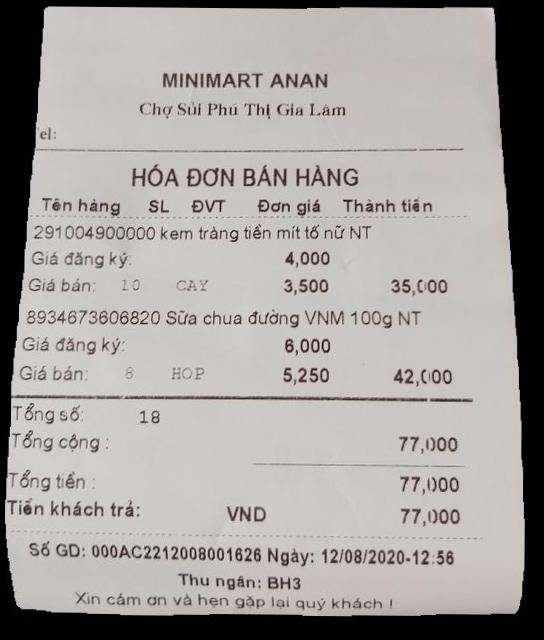 MINIMART ANAN
Chợ Sủi Phú Thị Gia Lâm
el:
HÓA ĐƠN BÁN HÀNG
Tên hàng SL ĐVT Đơn giá Thành tiền
291004900000 kem tràng tiền mít tố nữ NT
Giá đăng ký: 4,000
Giá bán: 10 CAY 3,500 35,000
8934673606820 Sữa chua đường VNM 100g NT
Giá đăng ký: 6,000
Giá bán: 8 HOP 5,250 42,000
Tổng số: 18
Tổng cộng : 77,000
Tổng tiền : 77,000
Tiền khách trả: VND 77,000
Số GD: 000AC2212008001626 Ngày: 12/08/2020-12:56
Thu ngân: BH3
Xin cám ơn và hẹn gặp lại quý khách !